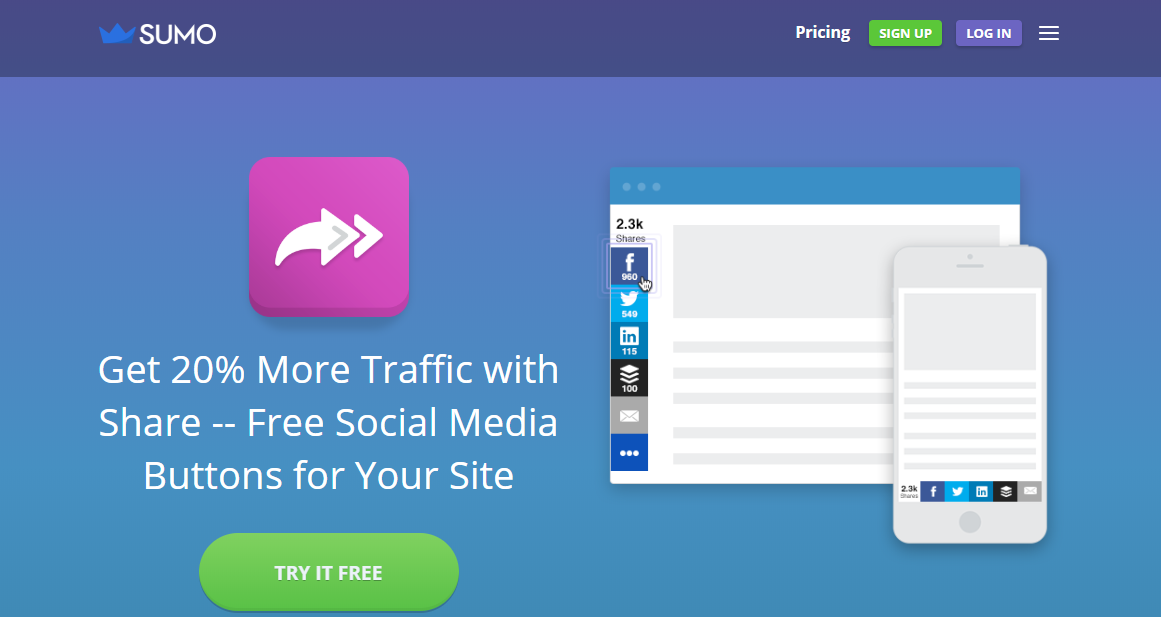 SUMO
Pricing
SIGN UP
LOG IN
2.3k
Shares
f
960
549
in
115
100
Get 20% More Traffic with
Share -- Free Social Media
Buttons for Your Site
TRY IT FREE
2.3k
Shares
f
in